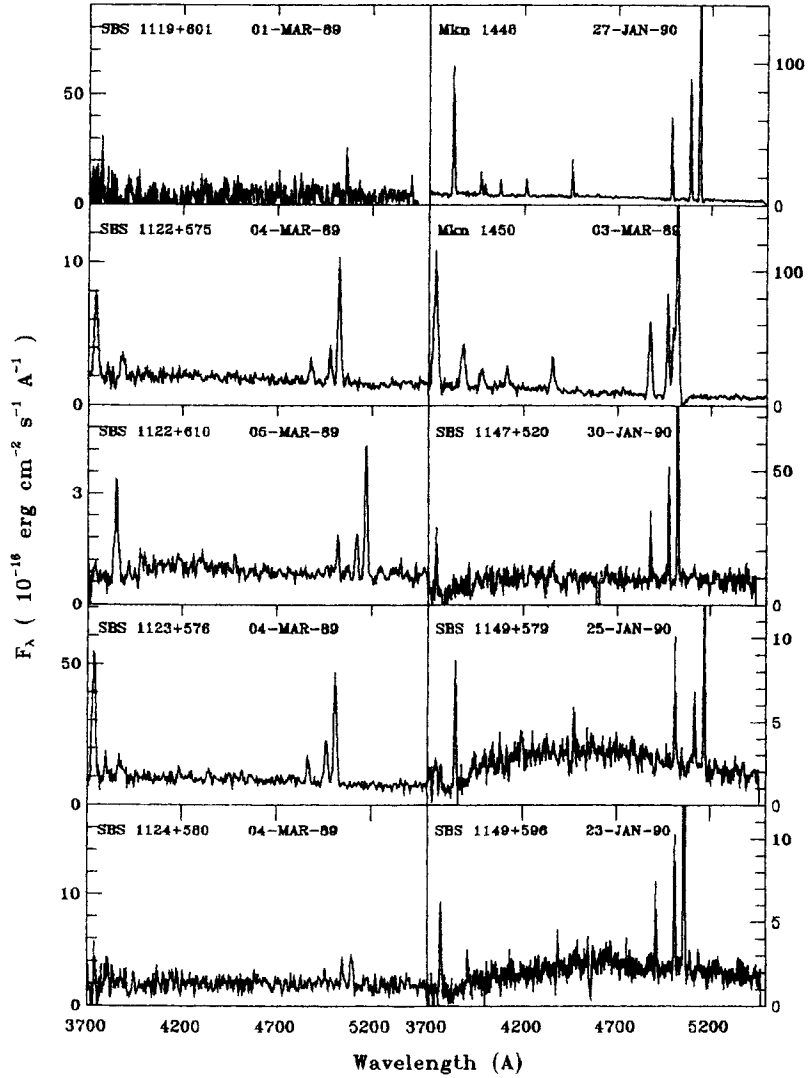 SBS 1119+601 01-MAR-89
Mkn 1448 27-JAN-90
50
100
0
0
SBS 1122+575 04-MAR-89
Mkn 1450 03-MAR-89
10
100
0
0
SBS 1122+610 05-MAR-89
SBS 1147+520 30-JAN-90
3
50
0
0
SBS 1123+576 04-MAR-89
SBS 1149+579 25-JAN-90
50
10
5
0
0
SBS 1124+580 04-MAR-89
SBS 1149+596 23-JAN-90
10
10
5
0
0
3700 4200 4700 5200 3700 4200 4700 5200
Fλ ( 10⁻¹⁶ erg cm⁻² s⁻¹ A⁻¹ )
Wavelength (A)